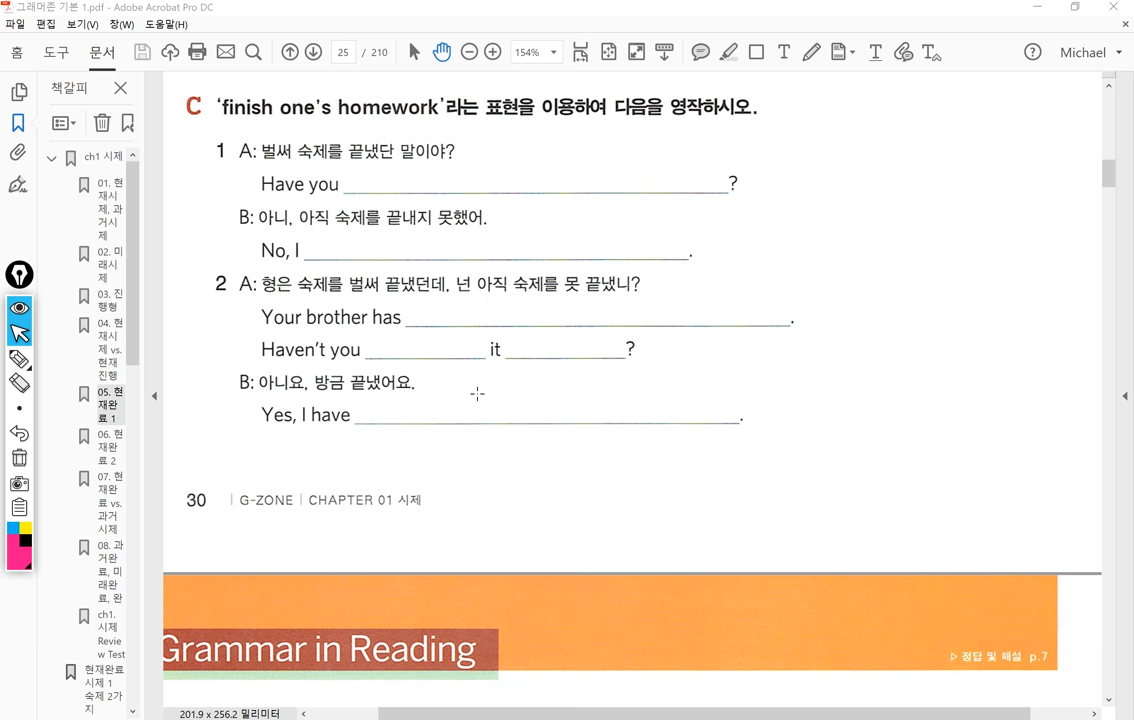 그래머존 기본 1.pdf - Adobe Acrobat Pro DC
파일 편집 보기(V) 창(W) 도움말(H)
홈 도구 문서 25 / 210 154% Michael
책갈피
ch1 시제
01. 현
재시
제, 과
거시
제
02. 미
래시
제
03. 진
행형
04. 현
재시
제 vs.
현재
진행
05. 현
재완
료 1
06. 현
재완
료 2
07. 현
재완
료 vs.
과거
시제
08. 과
거완
료, 미
래완
료, 완
ch1.
시제
Revie
w Test
현재완료
시제 1
숙제 2가
지
C 'finish one's homework'라는 표현을 이용하여 다음을 영작하시오.
1 A: 벌써 숙제를 끝냈단 말이야?
Have you ______________________________?
B: 아니, 아직 숙제를 끝내지 못했어.
No, I ______________________________.
2 A: 형은 숙제를 벌써 끝냈던데, 넌 아직 숙제를 못 끝냈니?
Your brother has ______________________________.
Haven't you __________ it __________?
B: 아니요, 방금 끝냈어요.
Yes, I have ______________________________.
30 | G-ZONE | CHAPTER 01 시제
Grammar in Reading
▷ 정답 및 해설 p.7
201.9 x 256.2 밀리미터